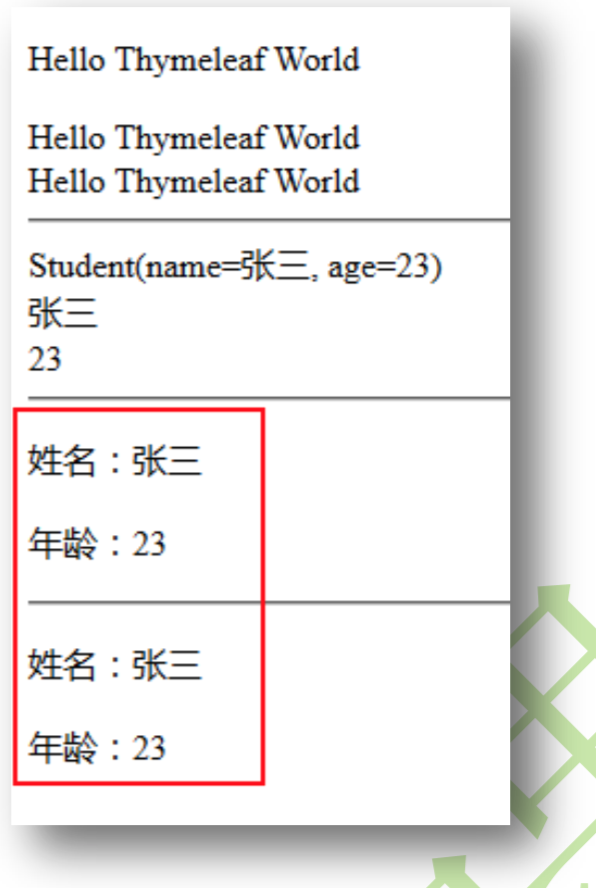 Hello Thymeleaf World
Hello Thymeleaf World
Hello Thymeleaf World
Student(name=张三, age=23)
张三
23
姓名：张三
年龄：23
姓名：张三
年龄：23